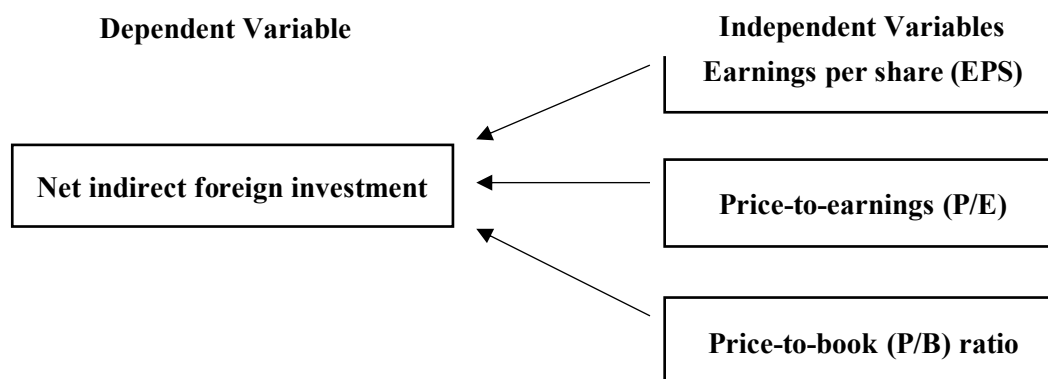 Dependent Variable
Independent Variables
Earnings per share (EPS)
Net indirect foreign investment
Price-to-earnings (P/E)
Price-to-book (P/B) ratio